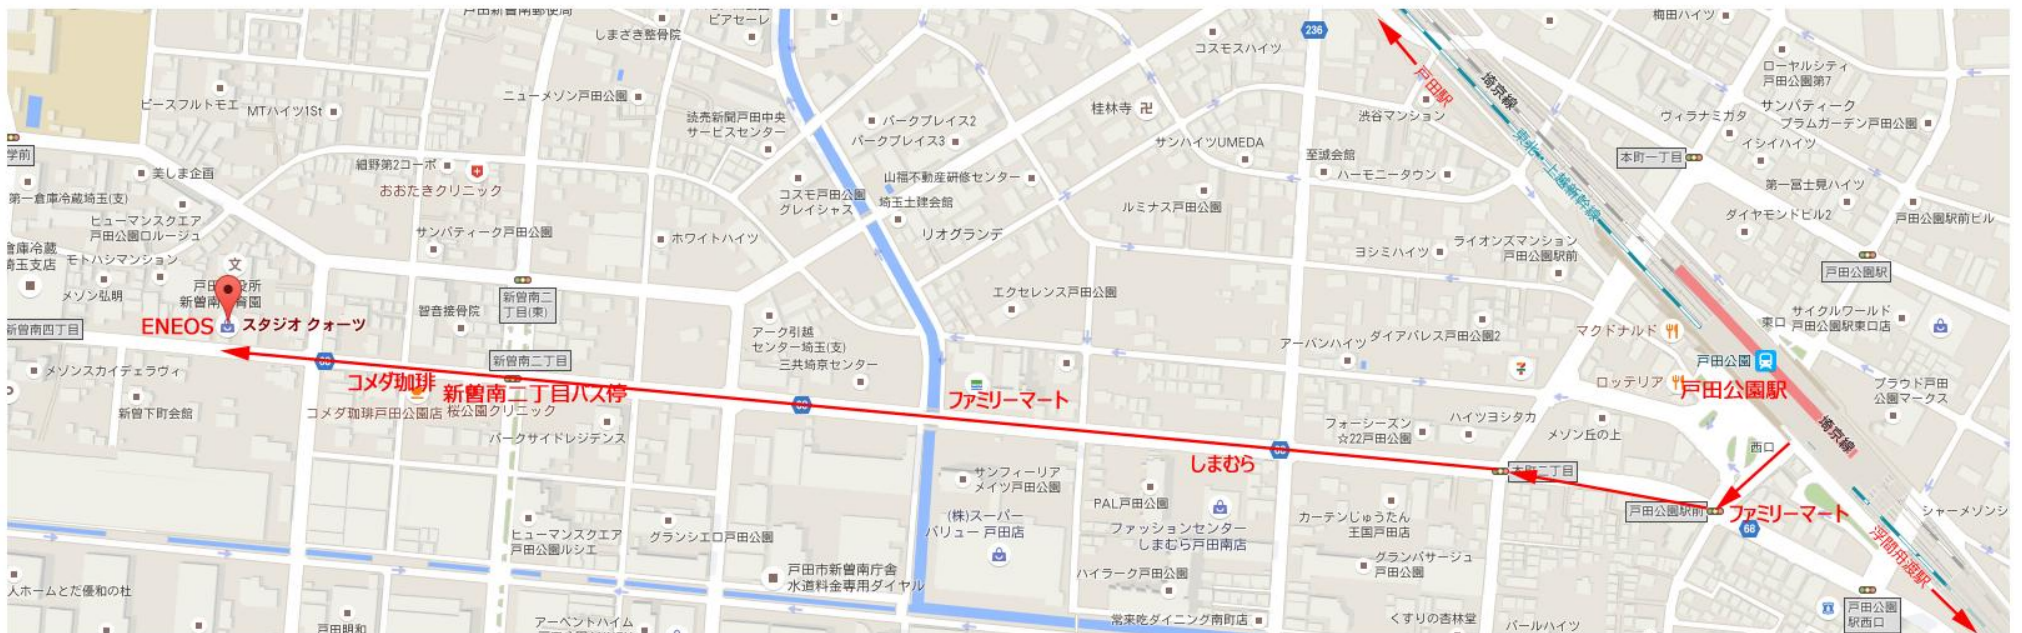 ピアセーレ
しまざき整骨院
236
コスモスハイツ
梅田ハイツ
戸田駅
埼京線
ローヤルシティ
戸田公園第7
ピースフルトモエ
MTハイツ1St
ニューメゾン戸田公園
読売新聞戸田中央
サービスセンター
パークプレイス2
パークプレイス3
桂林寺
渋谷マンション
ヴィラナミガタ
サンパティーク
プラムガーデン戸田公園
サンハイツUMEDA
イシイハイツ
学前
本町一丁目
細野第2コーポ
至誠会館
美しま企画
おおたきクリニック
山福不動産研修センター
ハーモニータウン
第一冨士見ハイツ
第一倉庫冷蔵埼玉(支)
コスモ戸田公園
グレイシャス
埼玉土建会館
ルミナス戸田公園
ダイヤモンドビル2
戸田公園駅前ビル
ヒューマンスクエア
戸田公園ロルージュ
サンパティーク戸田公園
ホワイトハイツ
リオグランデ
ヨシミハイツ
ライオンズマンション
戸田公園駅前
倉庫冷蔵
埼玉支店
モトハシマンション
戸田公園駅
メゾン弘明
新曽南二
丁目(東)
エクセレンス戸田公園
智音接骨院
サイクルワールド
戸田公園駅東口店
東口
新曽南四丁目
ENEOS
スタジオ クォーツ
アーク引越
センター埼玉(支)
マクドナルド
ダイアパレス戸田公園2
アーバンハイツ
三共埼京センター
新曽南二丁目
戸田公園
メゾンスカイデェラヴィ
68
コメダ珈琲
新曽南二丁目バス停
ファミリーマート
ロッテリア
戸田公園駅
プラウド戸田
公園マークス
新曽下町会館
コメダ珈琲戸田公園店
桜公園クリニック
68
フォーシーズン
☆22戸田公園
ハイツヨシタカ
メゾン丘の上
埼京線
パークサイドレジデンス
68
西口
しまむら
本町二丁目
サンフィーリア
メイツ戸田公園
PAL戸田公園
戸田公園駅前
ファミリーマート
68
シャーメゾンシ
(株)スーパー
バリュー 戸田店
ファッションセンター
しまむら戸田南店
カーテンじゅうたん
王国戸田店
ヒューマンスクエア
戸田公園ルシエ
グランシエロ戸田公園
浮間舟渡駅
グランパサージュ
戸田公園
戸田市新曽南庁舎
水道料金専用ダイヤル
ハイラーク戸田公園
人ホームとだ優和の杜
戸田公園
駅西口
アーベントハイム
常来吃ダイニング南町店
くすりの杏林堂
パールハイツ
戸田明和